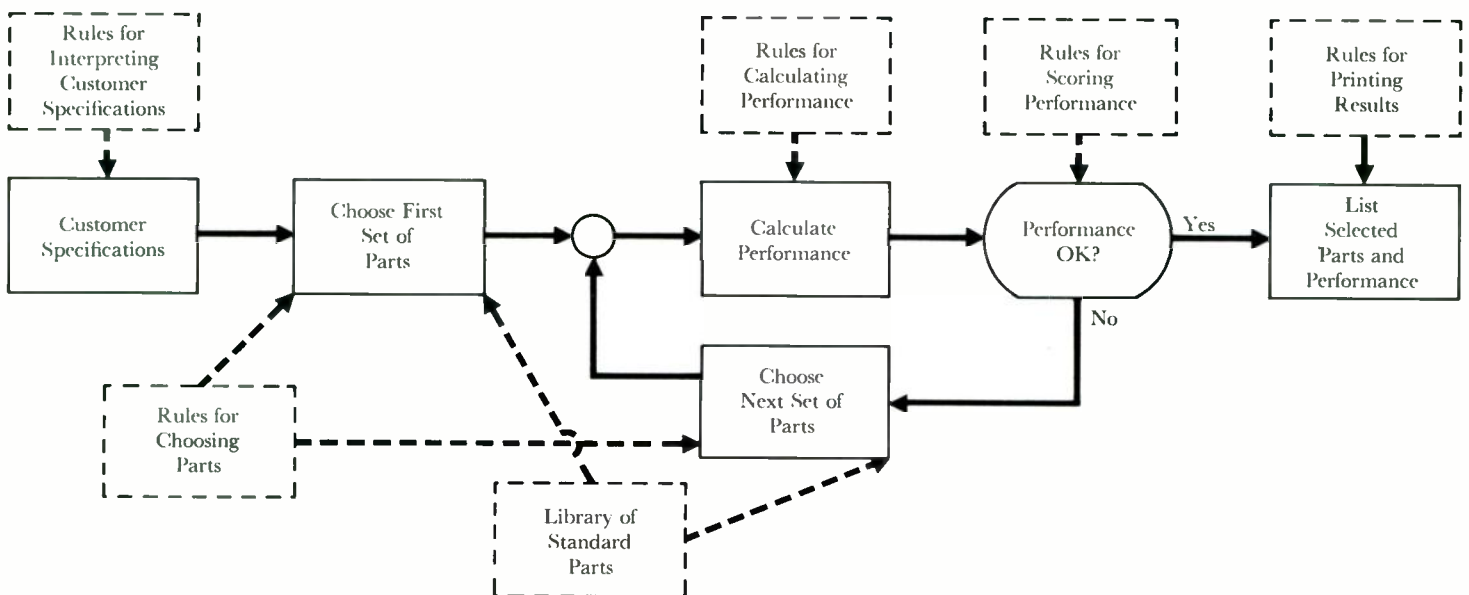 Rules for
Interpreting
Customer
Specifications
Rules for
Calculating
Performance
Rules for
Scoring
Performance
Rules for
Printing
Results
Customer
Specifications
Choose First
Set of
Parts
Calculate
Performance
Performance
OK?
Yes
List
Selected
Parts and
Performance
No
Choose
Next Set of
Parts
Rules for
Choosing
Parts
Library of
Standard
Parts